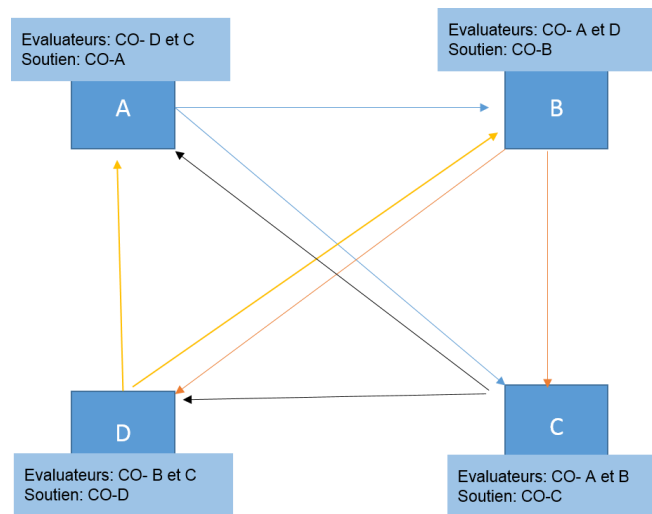 Evaluateurs: CO- D et C
Soutien: CO-A
A
Evaluateurs: CO- A et D
Soutien: CO-B
B
D
Evaluateurs: CO- B et C
Soutien: CO-D
C
Evaluateurs: CO- A et B
Soutien: CO-C